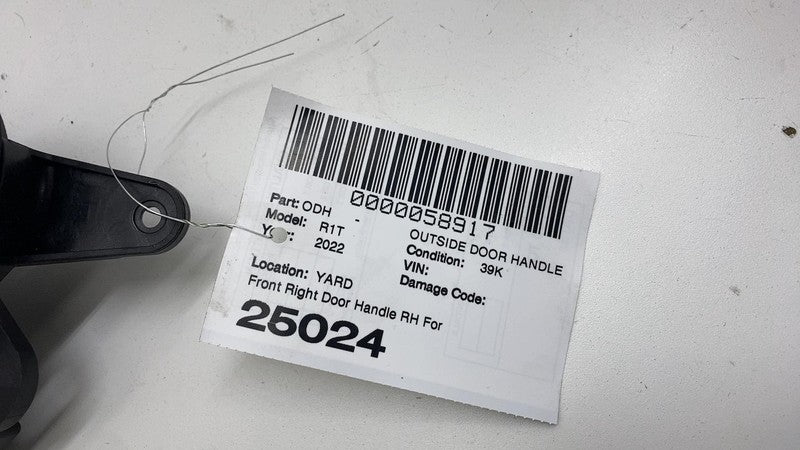 0000058917
Part: ODH - OUTSIDE DOOR HANDLE
Model: R1T Condition: 39K
2022 VIN:
Damage Code:
Location: YARD
Front Right Door Handle RH For
25024